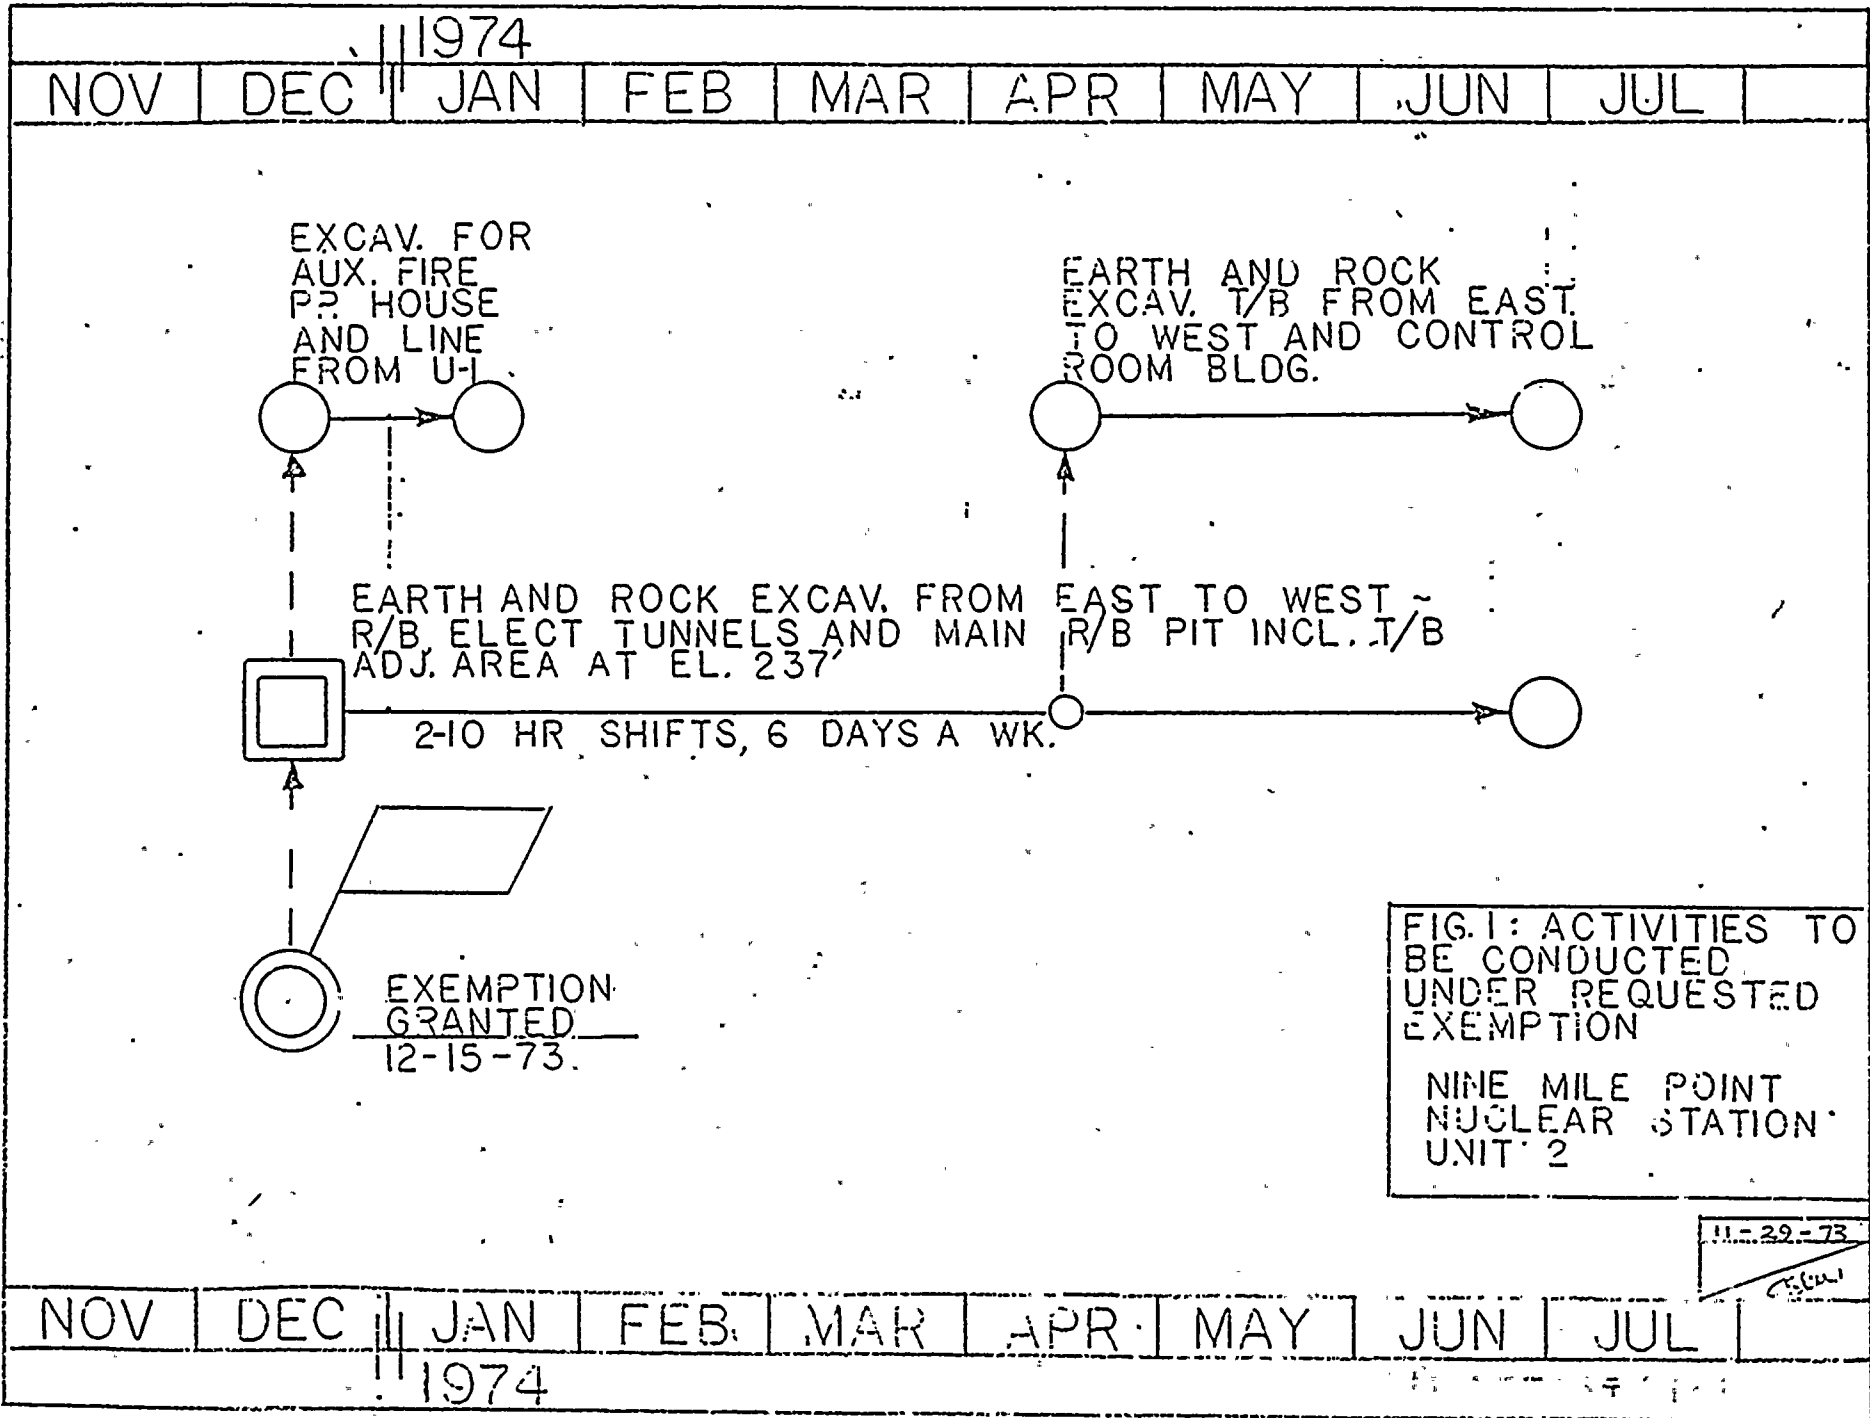 1974
NOV DEC JAN FEB MAR APR MAY JUN JUL
EXCAV. FOR
AUX. FIRE
PR HOUSE
AND LINE
FROM U-1
EARTH AND ROCK
EXCAV. T/B FROM EAST
TO WEST AND CONTROL
ROOM BLDG.
EARTH AND ROCK EXCAV. FROM EAST TO WEST ~
R/B, ELECT TUNNELS AND MAIN R/B PIT INCL. T/B
ADJ. AREA AT EL. 237'
2-10 HR SHIFTS, 6 DAYS A WK.
EXEMPTION
GRANTED
12-15-73.
FIG. 1: ACTIVITIES TO
BE CONDUCTED
UNDER REQUESTED
EXEMPTION
NINE MILE POINT
NUCLEAR STATION
UNIT 2
11-29-73
NOV DEC JAN FEB MAR APR MAY JUN JUL
1974